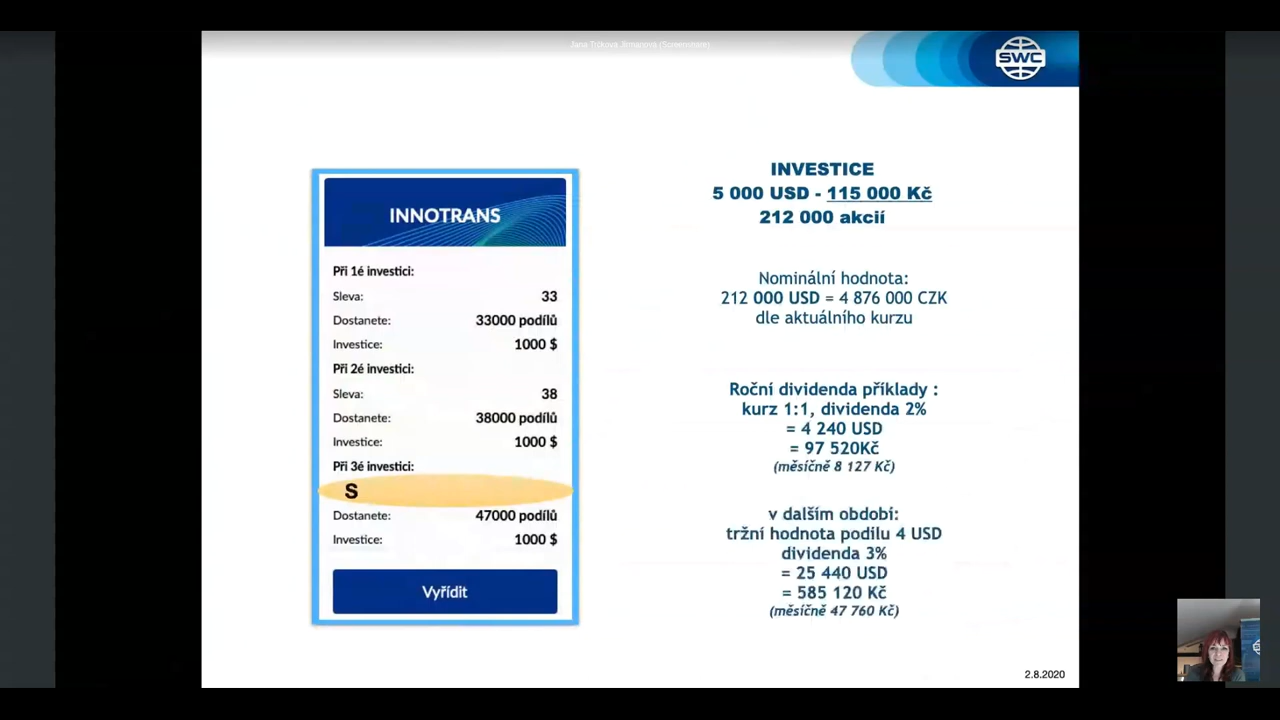 Jana Tičková Jirmanová (Screenshare)
SWC
INNOTRANS
Při 1é investici:
Sleva: 33
Dostanete: 33000 podílů
Investice: 1000 $
Při 2é investici:
Sleva: 38
Dostanete: 38000 podílů
Investice: 1000 $
Při 3é investici:
S
Dostanete: 47000 podílů
Investice: 1000 $
Vyřídit
INVESTICE
5 000 USD - 115 000 Kč
212 000 akcií
Nominální hodnota:
212 000 USD = 4 876 000 CZK
dle aktuálního kurzu
Roční dividenda příklady :
kurz 1:1, dividenda 2%
= 4 240 USD
= 97 520Kč
(měsíčně 8 127 Kč)
v dalším období:
tržní hodnota podílu 4 USD
dividenda 3%
= 25 440 USD
= 585 120 Kč
(měsíčně 47 760 Kč)
2.8.2020